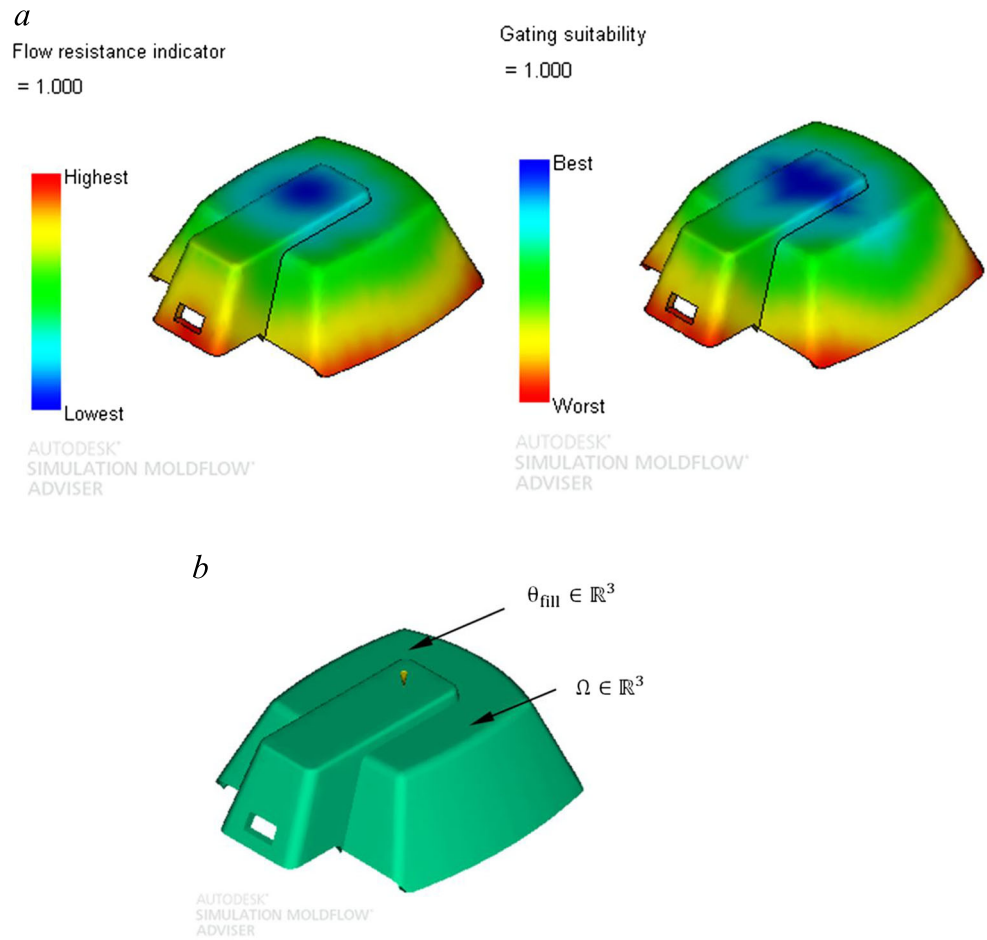 a
Flow resistance indicator
= 1.000
Highest
Lowest
AUTODESK®
SIMULATION MOLDFLOW®
ADVISER
Gating suitability
= 1.000
Best
Worst
AUTODESK®
SIMULATION MOLDFLOW®
ADVISER
b
θfill ∈ ℝ³
Ω ∈ ℝ³
AUTODESK®
SIMULATION MOLDFLOW®
ADVISER